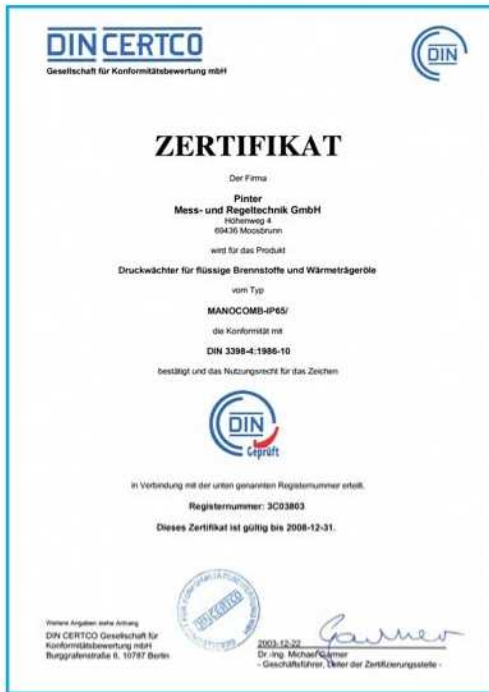 DIN CERTCO
Gesellschaft für Konformitätsbewertung mbH
DIN
ZERTIFIKAT
Der Firma
Pinter
Mess- und Regeltechnik GmbH
Höhenweg 4
69436 Moosbrunn
wird für das Produkt
Druckwächter für flüssige Brennstoffe und Wärmeträgeröle
vom Typ
MANOCOMB-IP65/
die Konformität mit
DIN 3398-4:1986-10
bestätigt und das Nutzungsrecht für das Zeichen
DIN
Geprüft
in Verbindung mit der unten genannten Registernummer erteilt.
Registernummer: 3C03803
Dieses Zertifikat ist gültig bis 2008-12-31.
DIN CERTCO
Weitere Angaben siehe Anhang
DIN CERTCO Gesellschaft für
Konformitätsbewertung mbH
Burggrafenstraße 6, 10787 Berlin
2003-12-22
Dr.-Ing. Michael Garmer
- Geschäftsführer, Leiter der Zertifizierungsstelle -